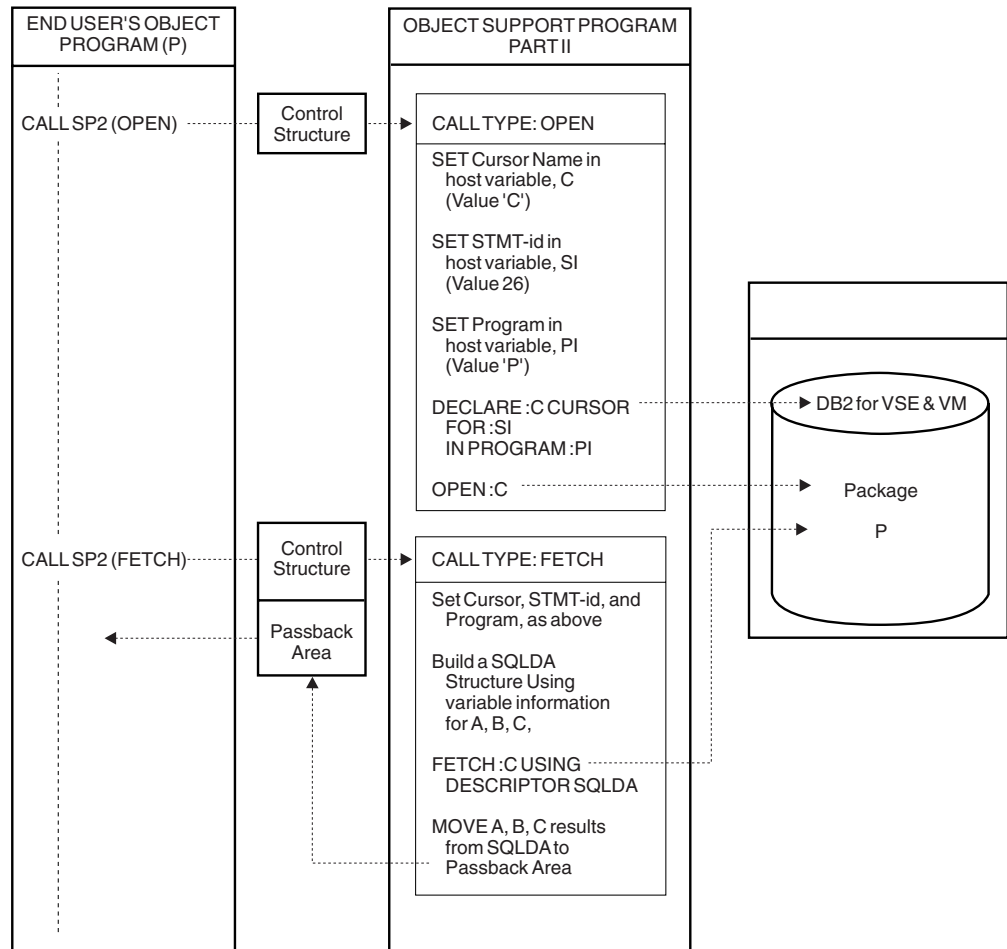 END USER'S OBJECT
PROGRAM (P)
OBJECT SUPPORT PROGRAM
PART II
CALL SP2 (OPEN)
Control
Structure
CALL TYPE: OPEN
SET Cursor Name in
host variable, C
(Value 'C')
SET STMT-id in
host variable, SI
(Value 26)
SET Program in
host variable, PI
(Value 'P')
DECLARE :C CURSOR
FOR :SI
IN PROGRAM :PI
OPEN :C
DB2 for VSE & VM
Package
P
CALL SP2 (FETCH)
Control
Structure
Passback
Area
CALL TYPE: FETCH
Set Cursor, STMT-id, and
Program, as above
Build a SQLDA
Structure Using
variable information
for A, B, C,
FETCH :C USING
DESCRIPTOR SQLDA
MOVE A, B, C results
from SQLDA to
Passback Area